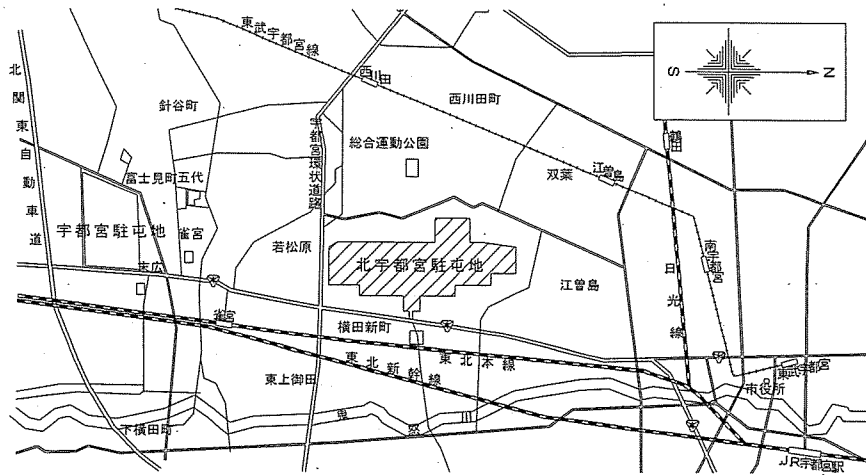 東武宇都宮線
西川田
西川田町
S
N
鶴田
北関東自動車道
針谷町
宇都宮環状道路
総合運動公園
双葉
江曽島
富士見町五代
宇都宮駐屯地
雀宮
若松原
北宇都宮駐屯地
江曽島
日光線
南宇都宮
末広
雀宮
横田新町
東北本線
東北新幹線
東上御田
東武宇都宮
市役所
下横田町
JR宇都宮駅